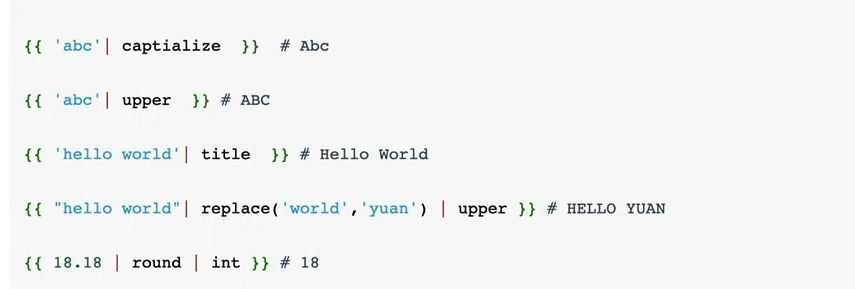 {{ 'abc'| captialize  }}  # Abc
{{ 'abc'| upper  }} # ABC
{{ 'hello world'| title  }} # Hello World
{{ "hello world"| replace('world','yuan') | upper }} # HELLO YUAN
{{ 18.18 | round | int }} # 18